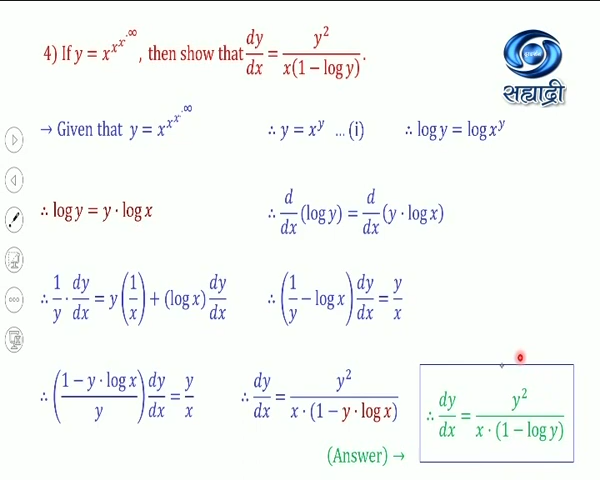 4) If y = x^{x^{x^{.^{∞}}}}, then show that dy/dx = y²/(x(1 − log y)).
सह्याद्री
→ Given that y = x^{x^{x^{.^{∞}}}} ∴ y = x^y … (i) ∴ log y = log x^y
∴ log y = y · log x ∴ d/dx (log y) = d/dx (y · log x)
∴ 1/y · dy/dx = y (1/x) + (log x) dy/dx ∴ (1/y − log x) dy/dx = y/x
∴ ((1 − y · log x)/y) dy/dx = y/x ∴ dy/dx = y²/(x · (1 − y · log x)) ∴ dy/dx = y²/(x · (1 − log y))
(Answer) →